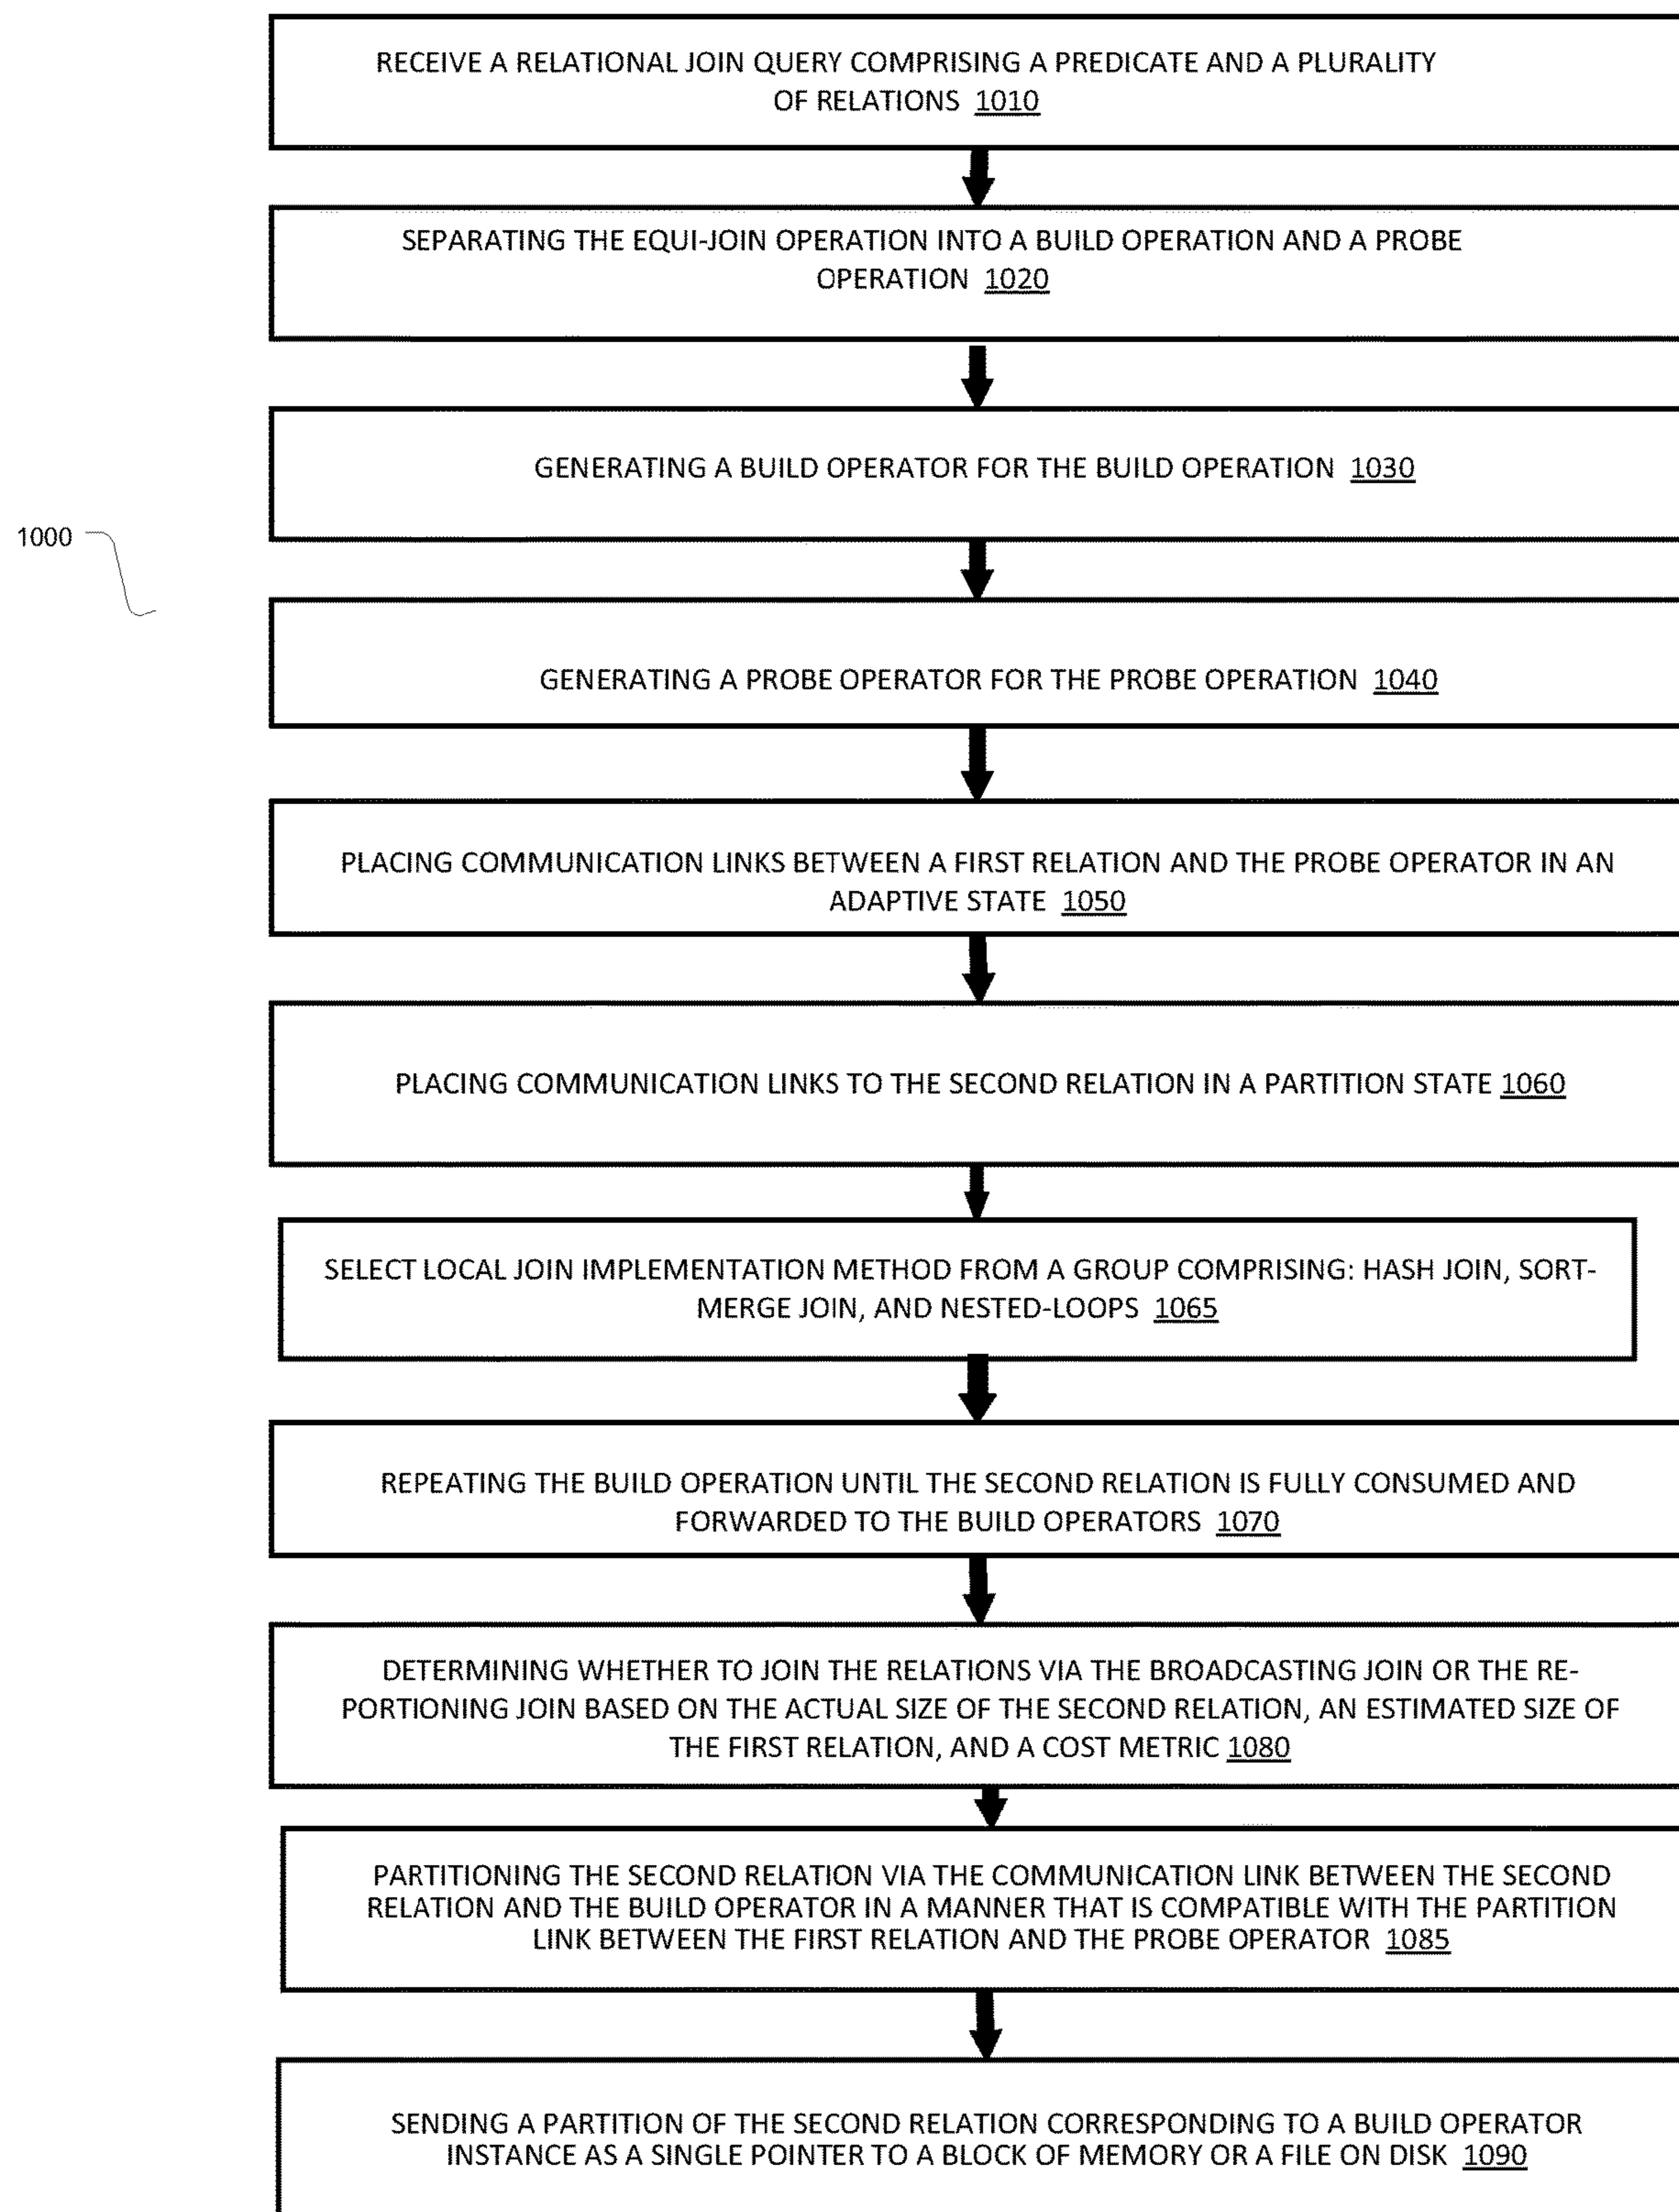 RECEIVE A RELATIONAL JOIN QUERY COMPRISING A PREDICATE AND A PLURALITY
OF RELATIONS 1010
SEPARATING THE EQUI-JOIN OPERATION INTO A BUILD OPERATION AND A PROBE
OPERATION 1020
GENERATING A BUILD OPERATOR FOR THE BUILD OPERATION 1030
1000
GENERATING A PROBE OPERATOR FOR THE PROBE OPERATION 1040
PLACING COMMUNICATION LINKS BETWEEN A FIRST RELATION AND THE PROBE OPERATOR IN AN
ADAPTIVE STATE 1050
PLACING COMMUNICATION LINKS TO THE SECOND RELATION IN A PARTITION STATE 1060
SELECT LOCAL JOIN IMPLEMENTATION METHOD FROM A GROUP COMPRISING: HASH JOIN, SORT-
MERGE JOIN, AND NESTED-LOOPS 1065
REPEATING THE BUILD OPERATION UNTIL THE SECOND RELATION IS FULLY CONSUMED AND
FORWARDED TO THE BUILD OPERATORS 1070
DETERMINING WHETHER TO JOIN THE RELATIONS VIA THE BROADCASTING JOIN OR THE RE-
PORTIONING JOIN BASED ON THE ACTUAL SIZE OF THE SECOND RELATION, AN ESTIMATED SIZE OF
THE FIRST RELATION, AND A COST METRIC 1080
PARTITIONING THE SECOND RELATION VIA THE COMMUNICATION LINK BETWEEN THE SECOND
RELATION AND THE BUILD OPERATOR IN A MANNER THAT IS COMPATIBLE WITH THE PARTITION
LINK BETWEEN THE FIRST RELATION AND THE PROBE OPERATOR 1085
SENDING A PARTITION OF THE SECOND RELATION CORRESPONDING TO A BUILD OPERATOR
INSTANCE AS A SINGLE POINTER TO A BLOCK OF MEMORY OR A FILE ON DISK 1090